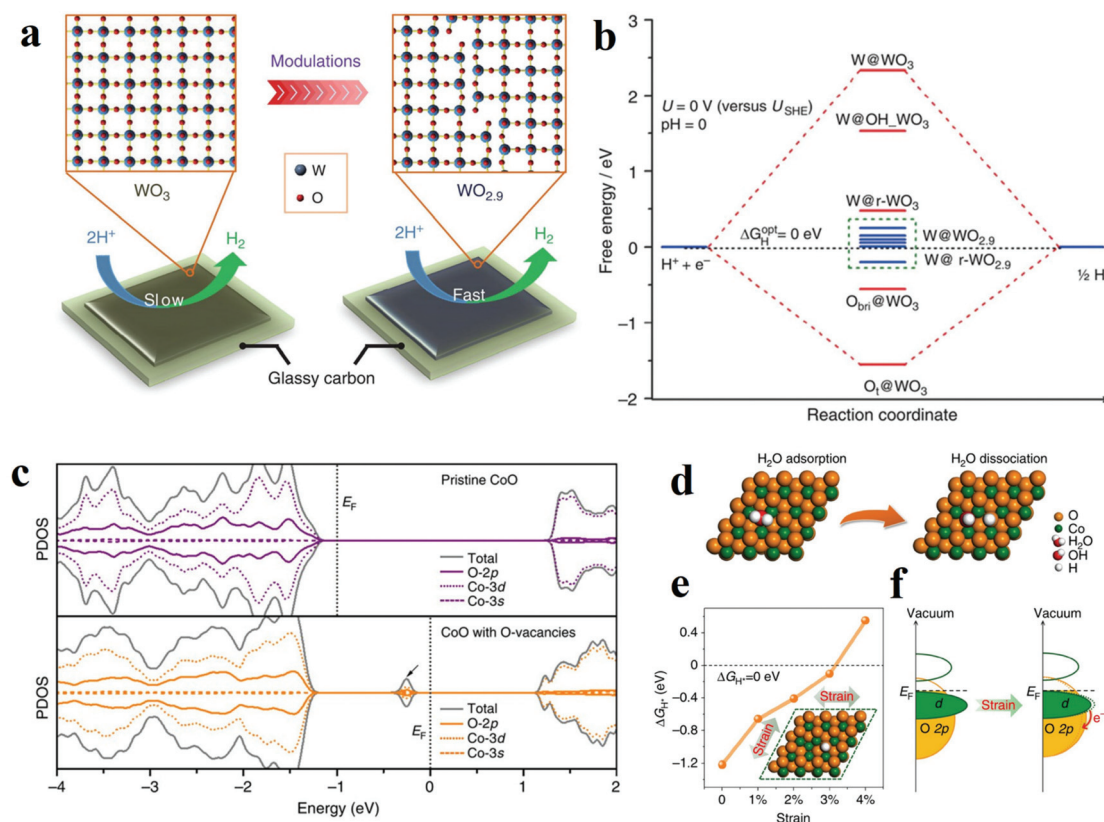 a
Modulations
W
O
WO3
WO2.9
2H+
H2
Slow
2H+
H2
Fast
Glassy carbon
b
Free energy / eV
3
2
1
0
−1
−2
U = 0 V (versus USHE)
pH = 0
W@WO3
W@OH_WO3
W@r-WO3
ΔGHopt= 0 eV
W@WO2.9
W@ r-WO2.9
H+ + e−
½ H
Obri@WO3
Ot@WO3
Reaction coordinate
c
PDOS
Pristine CoO
EF
Total
O-2p
Co-3d
Co-3s
PDOS
CoO with O-vacancies
EF
Total
O-2p
Co-3d
Co-3s
−4
−3
−2
−1
0
1
2
Energy (eV)
d
H2O adsorption
H2O dissociation
O
Co
H2O
OH
H
e
ΔGH* (eV)
0.4
0
−0.4
−0.8
−1.2
ΔGH*=0 eV
Strain
Strain
0
1%
2%
3%
4%
Strain
f
Vacuum
Vacuum
EF
d
O 2p
Strain
EF
d
O 2p
e−